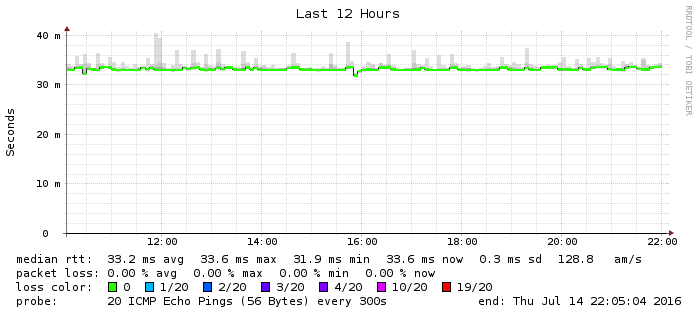 Last 12 Hours
RRDTOOL / TOBI OETIKER
Seconds
40 m
30 m
20 m
10 m
0
12:00 14:00 16:00 18:00 20:00 22:00
median rtt: 33.2 ms avg 33.6 ms max 31.9 ms min 33.6 ms now 0.3 ms sd 128.8 am/s
packet loss: 0.00 % avg 0.00 % max 0.00 % min 0.00 % now
loss color: 0 1/20 2/20 3/20 4/20 10/20 19/20
probe: 20 ICMP Echo Pings (56 Bytes) every 300s end: Thu Jul 14 22:05:04 2016